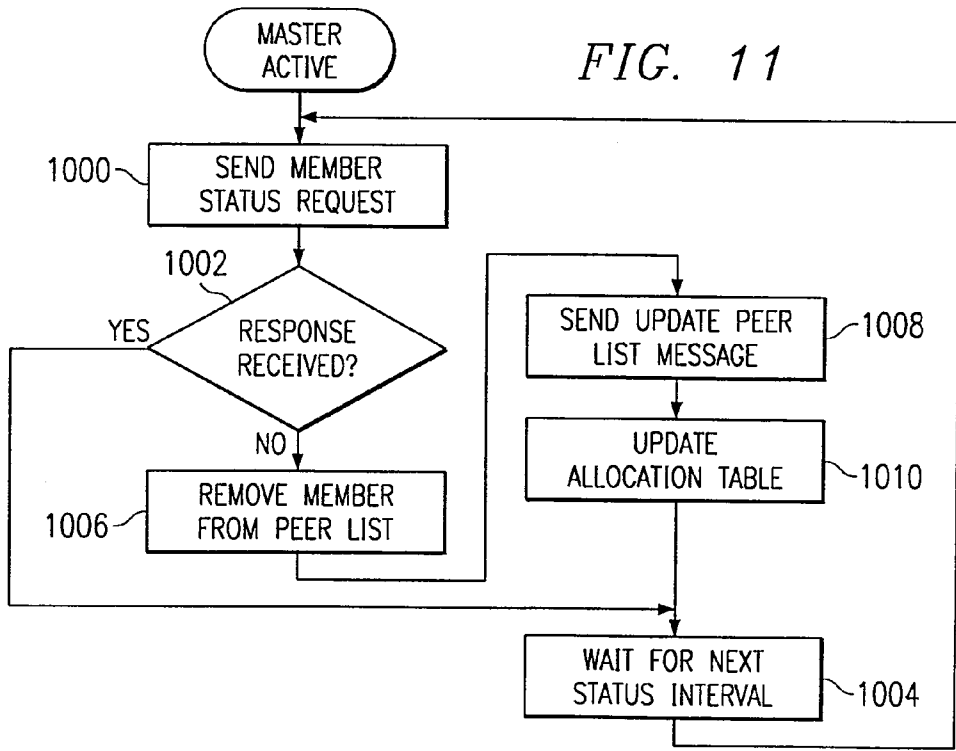 MASTER
ACTIVE
FIG. 11
1000
SEND MEMBER
STATUS REQUEST
1002
YES
RESPONSE
RECEIVED?
NO
1006
REMOVE MEMBER
FROM PEER LIST
SEND UPDATE PEER
LIST MESSAGE
1008
UPDATE
ALLOCATION TABLE
1010
WAIT FOR NEXT
STATUS INTERVAL
1004